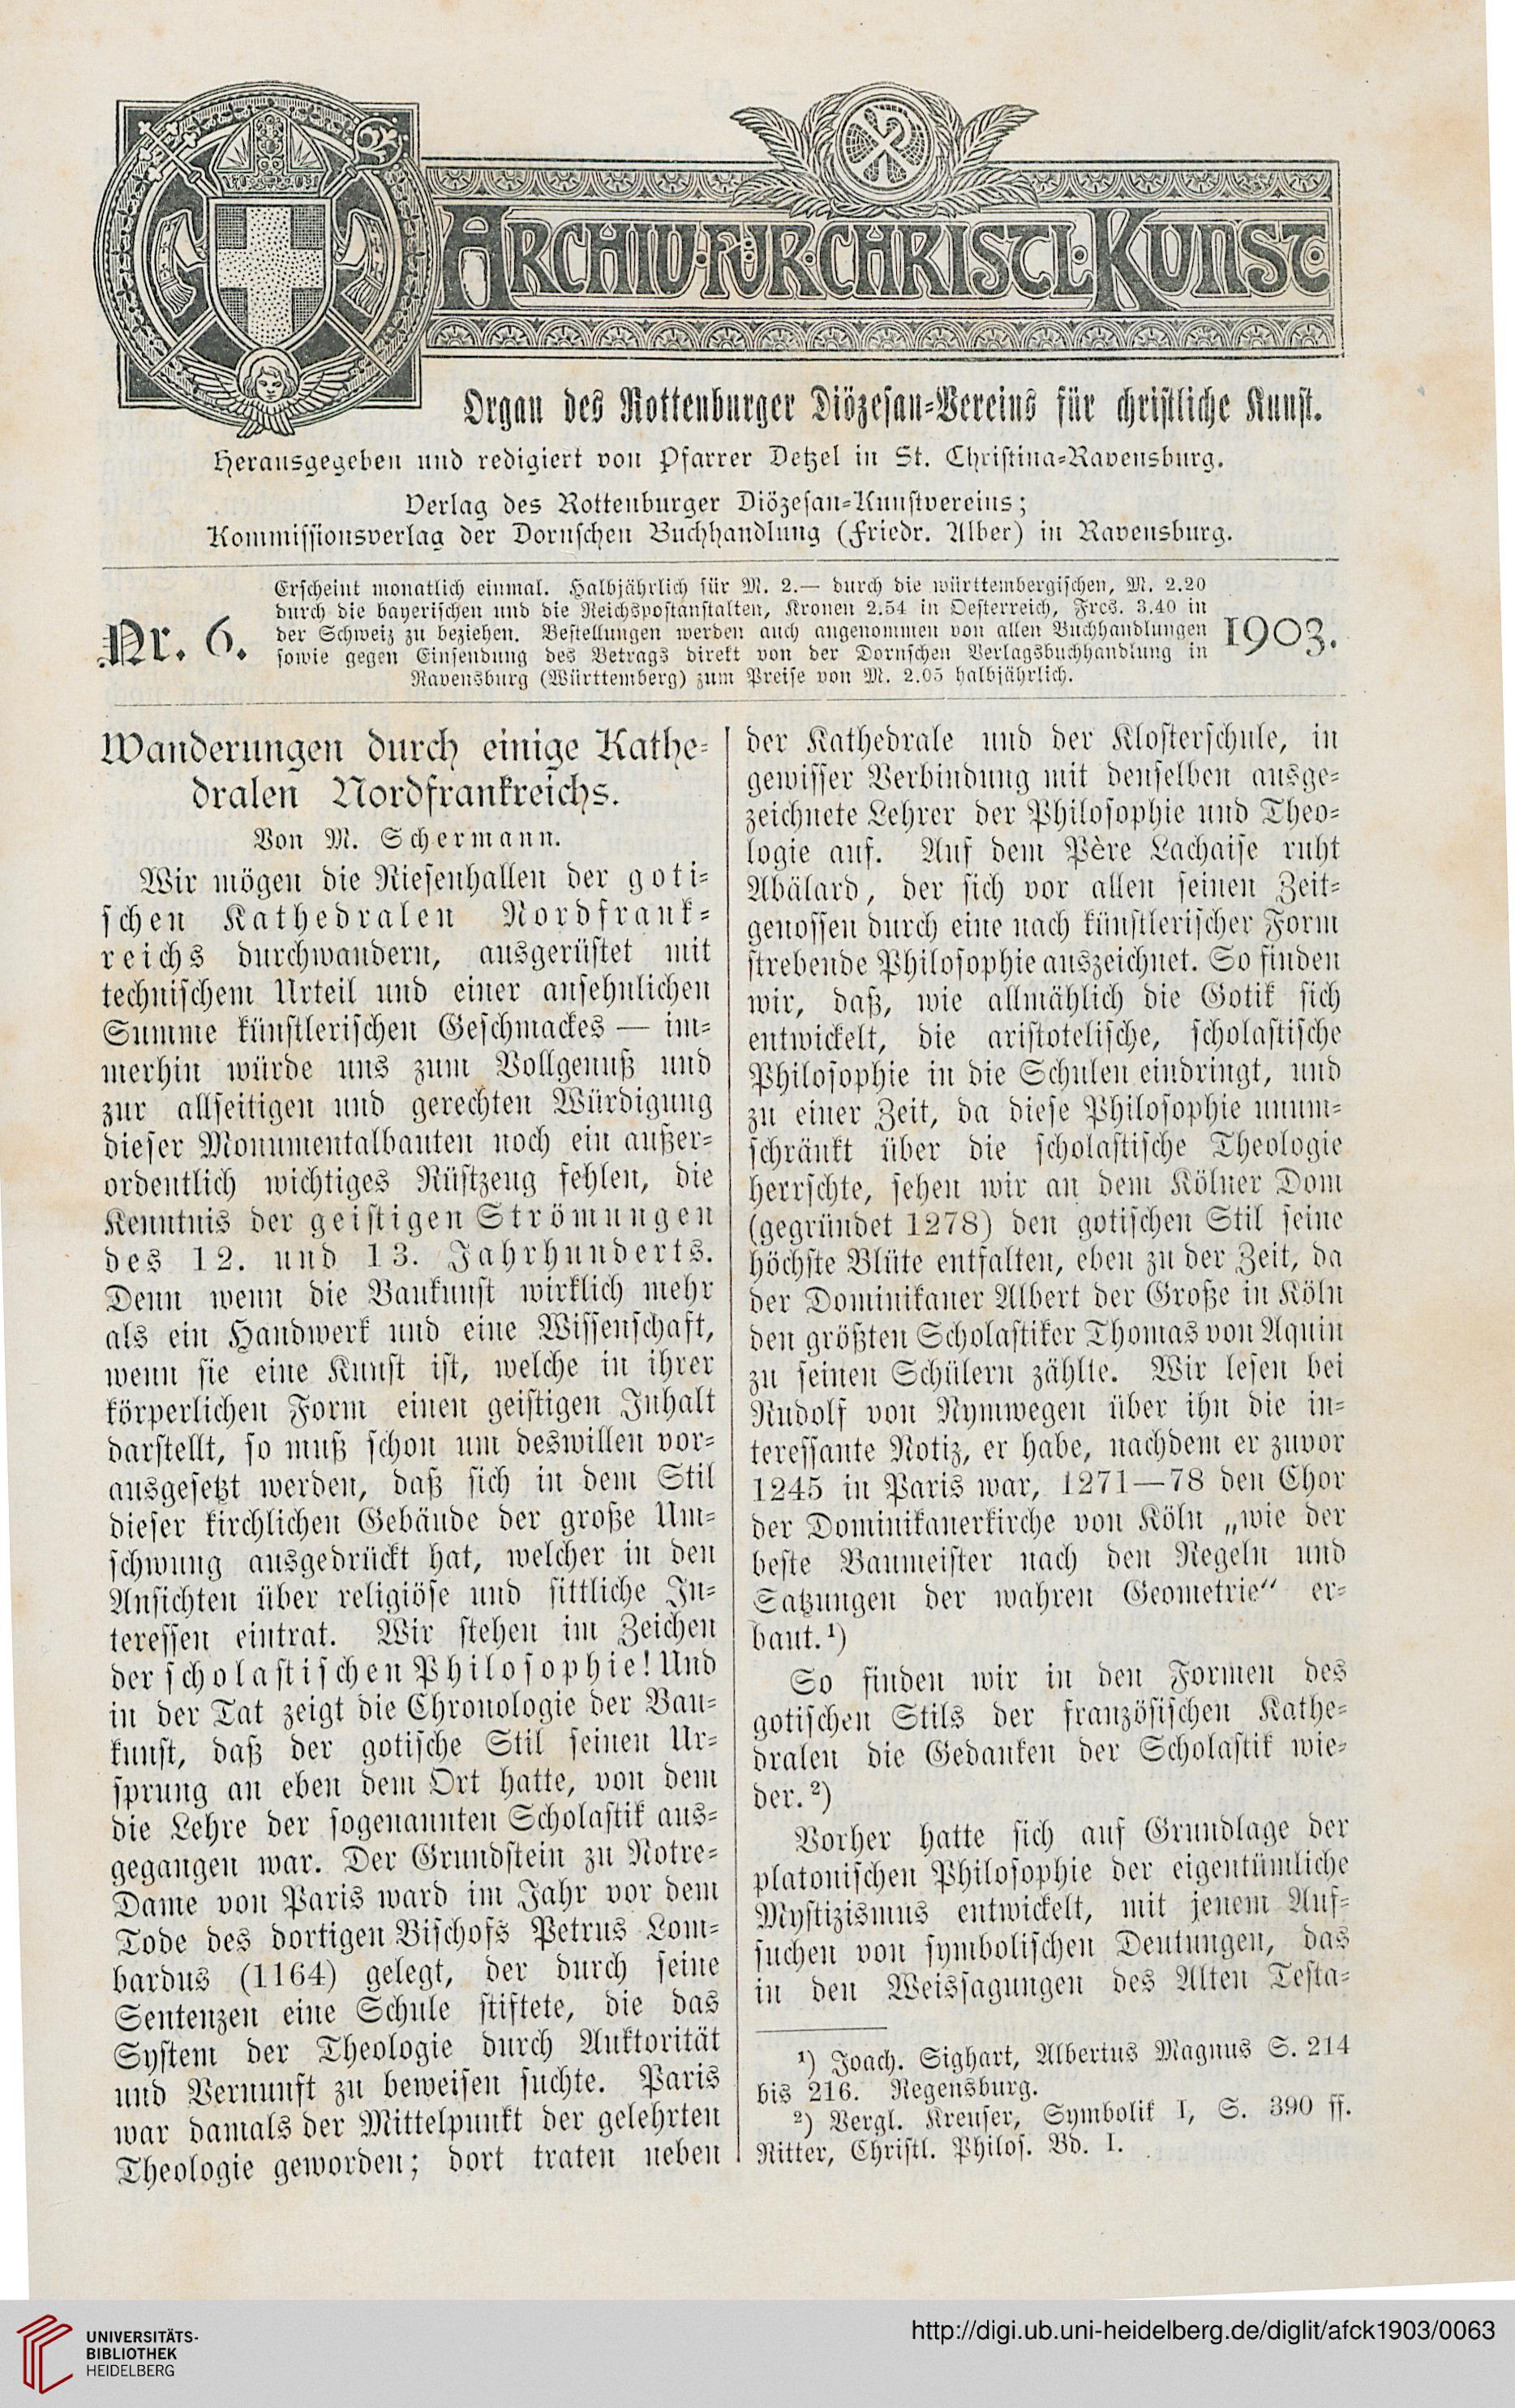 ARCHIV·FÜR·CHRISTL·KUNST
Organ des Rottenburger Diözesan-Vereins für christliche Kunst.
Herausgegeben und redigiert von Pfarrer Detzel in St. Christina-Ravensburg.
Verlag des Rottenburger Diözesan-Kunstvereins;
Kommissionsverlag der Dornschen Buchhandlung (Friedr. Alber) in Ravensburg.
Nr. 6.
Erscheint monatlich einmal. Halbjährlich für M. 2.— durch die württembergischen, M. 2.20
durch die bayerischen und die Reichspostanstalten, Kronen 2.54 in Oesterreich, Frcs. 3.40 in
der Schweiz zu beziehen. Bestellungen werden auch angenommen von allen Buchhandlungen
sowie gegen Einsendung des Betrags direkt von der Dornschen Verlagsbuchhandlung in
Ravensburg (Württemberg) zum Preise von M. 2.05 halbjährlich.
1903.
Wanderungen durch einige Kathe-
dralen Nordfrankreichs.
Von M. Schermann.
Wir mögen die Riesenhallen der goti-
schen Kathedralen Nordfrank-
reichs durchwandern, ausgerüstet mit
technischem Urteil und einer ansehnlichen
Summe künstlerischen Geschmackes — im-
merhin würde uns zum Vollgenuß und
zur allseitigen und gerechten Würdigung
dieser Monumentalbauten noch ein außer-
ordentlich wichtiges Rüstzeug fehlen, die
Kenntnis der geistigen Strömungen
des 12. und 13. Jahrhunderts.
Denn wenn die Baukunst wirklich mehr
als ein Handwerk und eine Wissenschaft,
wenn sie eine Kunst ist, welche in ihrer
körperlichen Form einen geistigen Inhalt
darstellt, so muß schon um deswillen vor-
ausgesetzt werden, daß sich in dem Stil
dieser kirchlichen Gebäude der große Um-
schwung ausgedrückt hat, welcher in den
Ansichten über religiöse und sittliche In-
teressen eintrat. Wir stehen im Zeichen
der scholastischen Philosophie! Und
in der Tat zeigt die Chronologie der Bau-
kunst, daß der gotische Stil seinen Ur-
sprung an eben dem Ort hatte, von dem
die Lehre der sogenannten Scholastik aus-
gegangen war. Der Grundstein zu Notre-
Dame von Paris ward im Jahr vor dem
Tode des dortigen Bischofs Petrus Lom-
bardus (1164) gelegt, der durch seine
Sentenzen eine Schule stiftete, die das
System der Theologie durch Auktorität
und Vernunft zu beweisen suchte. Paris
war damals der Mittelpunkt der gelehrten
Theologie geworden; dort traten neben
der Kathedrale und der Klosterschule, in
gewisser Verbindung mit denselben ausge-
zeichnete Lehrer der Philosophie und Theo-
logie auf. Auf dem Père Lachaise ruht
Abälard, der sich vor allen seinen Zeit-
genossen durch eine nach künstlerischer Form
strebende Philosophie auszeichnet. So finden
wir, daß, wie allmählich die Gotik sich
entwickelt, die aristotelische, scholastische
Philosophie in die Schulen eindringt, und
zu einer Zeit, da diese Philosophie unum-
schränkt über die scholastische Theologie
herrschte, sehen wir an dem Kölner Dom
(gegründet 1278) den gotischen Stil seine
höchste Blüte entfalten, eben zu der Zeit, da
der Dominikaner Albert der Große in Köln
den größten Scholastiker Thomas von Aquin
zu seinen Schülern zählte. Wir lesen bei
Rudolf von Nymwegen über ihn die in-
teressante Notiz, er habe, nachdem er zuvor
1245 in Paris war, 1271—78 den Chor
der Dominikanerkirche von Köln „wie der
beste Baumeister nach den Regeln und
Satzungen der wahren Geometrie“ er-
baut.¹)
So finden wir in den Formen des
gotischen Stils der französischen Kathe-
dralen die Gedanken der Scholastik wie-
der.²)
Vorher hatte sich auf Grundlage der
platonischen Philosophie der eigentümliche
Mystizismus entwickelt, mit jenem Auf-
suchen von symbolischen Deutungen, das
in den Weissagungen des Alten Testa-
¹) Joach. Sighart, Albertus Magnus S. 214
bis 216. Regensburg.
²) Vergl. Kreuser, Symbolik I, S. 390 ff.
Ritter, Christl. Philos. Bd. I.
UNIVERSITÄTS-
BIBLIOTHEK
HEIDELBERG
http://digi.ub.uni-heidelberg.de/diglit/afck1903/0063